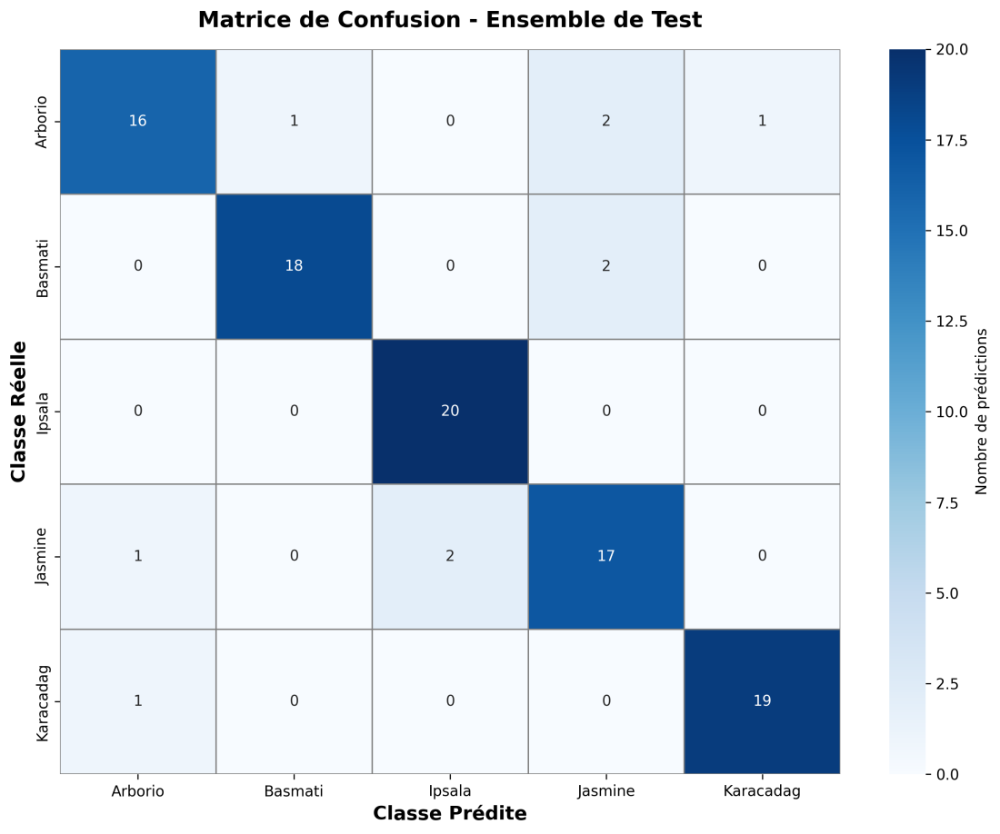 Matrice de Confusion - Ensemble de Test
Classe Réelle
Arborio
16 1 0 2 1
Basmati
0 18 0 2 0
Ipsala
0 0 20 0 0
Jasmine
1 0 2 17 0
Karacadag
1 0 0 0 19
Arborio Basmati Ipsala Jasmine Karacadag
Classe Prédite
20.0
17.5
15.0
12.5
10.0
7.5
5.0
2.5
0.0
Nombre de prédictions